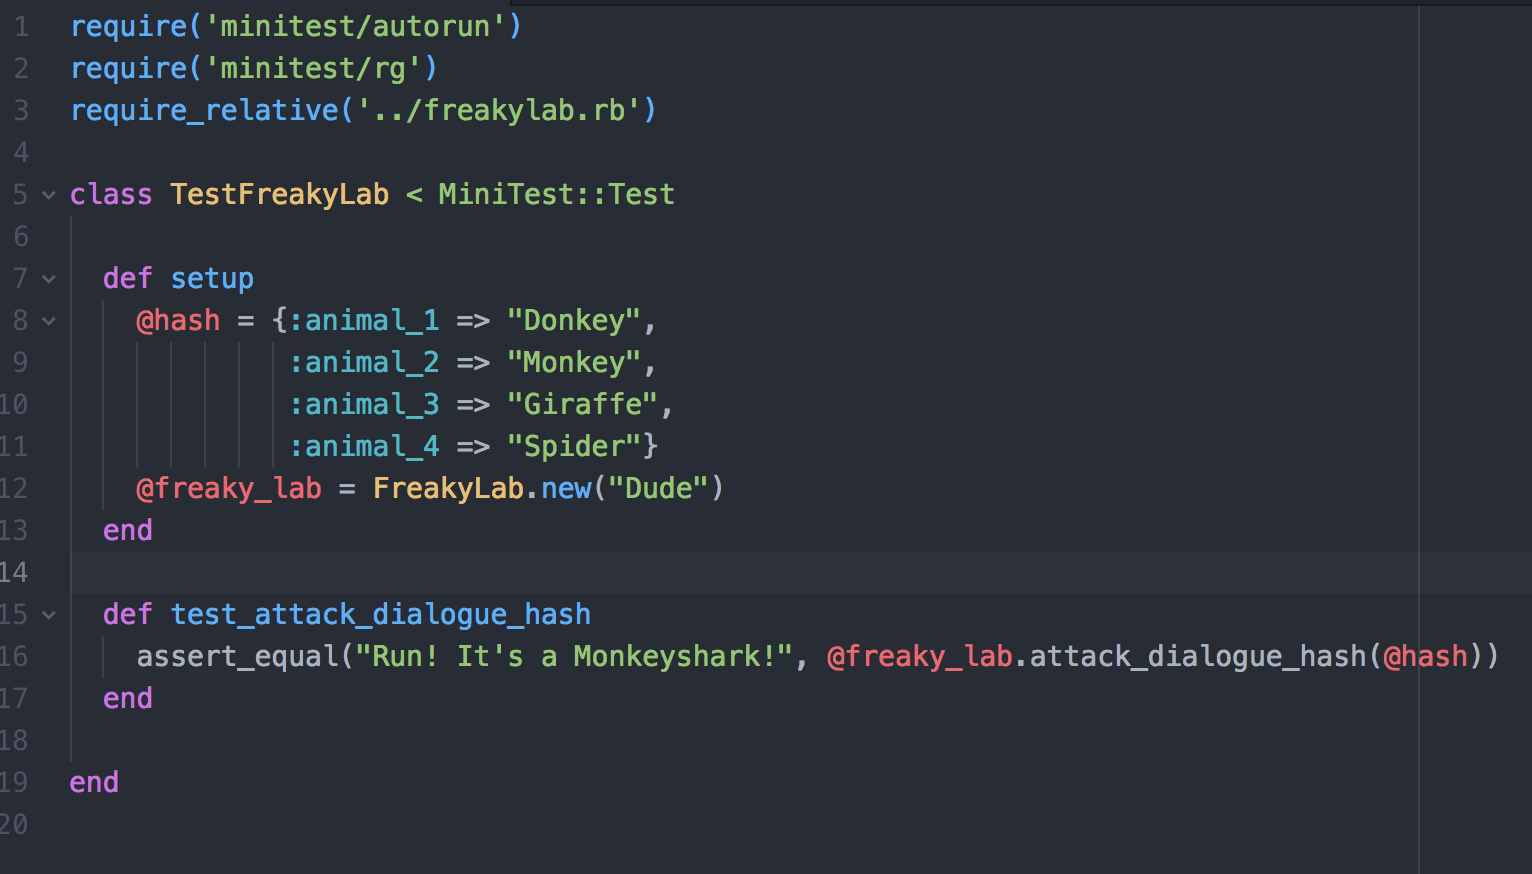 1 require('minitest/autorun')
2 require('minitest/rg')
3 require_relative('../freakylab.rb')
4
5 class TestFreakyLab < MiniTest::Test
6
7   def setup
8     @hash = {:animal_1 => "Donkey",
9              :animal_2 => "Monkey",
10              :animal_3 => "Giraffe",
11              :animal_4 => "Spider"}
12     @freaky_lab = FreakyLab.new("Dude")
13   end
14
15   def test_attack_dialogue_hash
16     assert_equal("Run! It's a Monkeyshark!", @freaky_lab.attack_dialogue_hash(@hash))
17   end
18
19 end
20